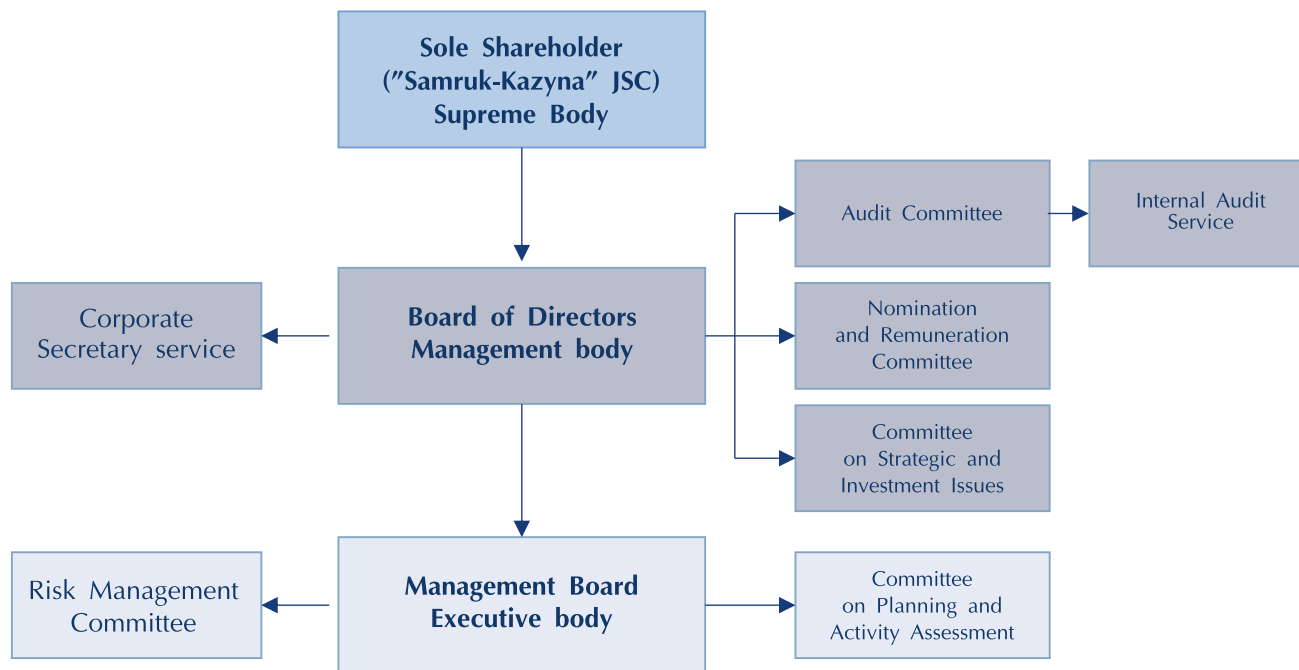 Sole Shareholder
(”Samruk-Kazyna” JSC)
Supreme Body
Audit Committee
Internal Audit
Service
Corporate
Secretary service
Board of Directors
Management body
Nomination
and Remuneration
Committee
Committee
on Strategic and
Investment Issues
Risk Management
Committee
Management Board
Executive body
Committee
on Planning and
Activity Assessment